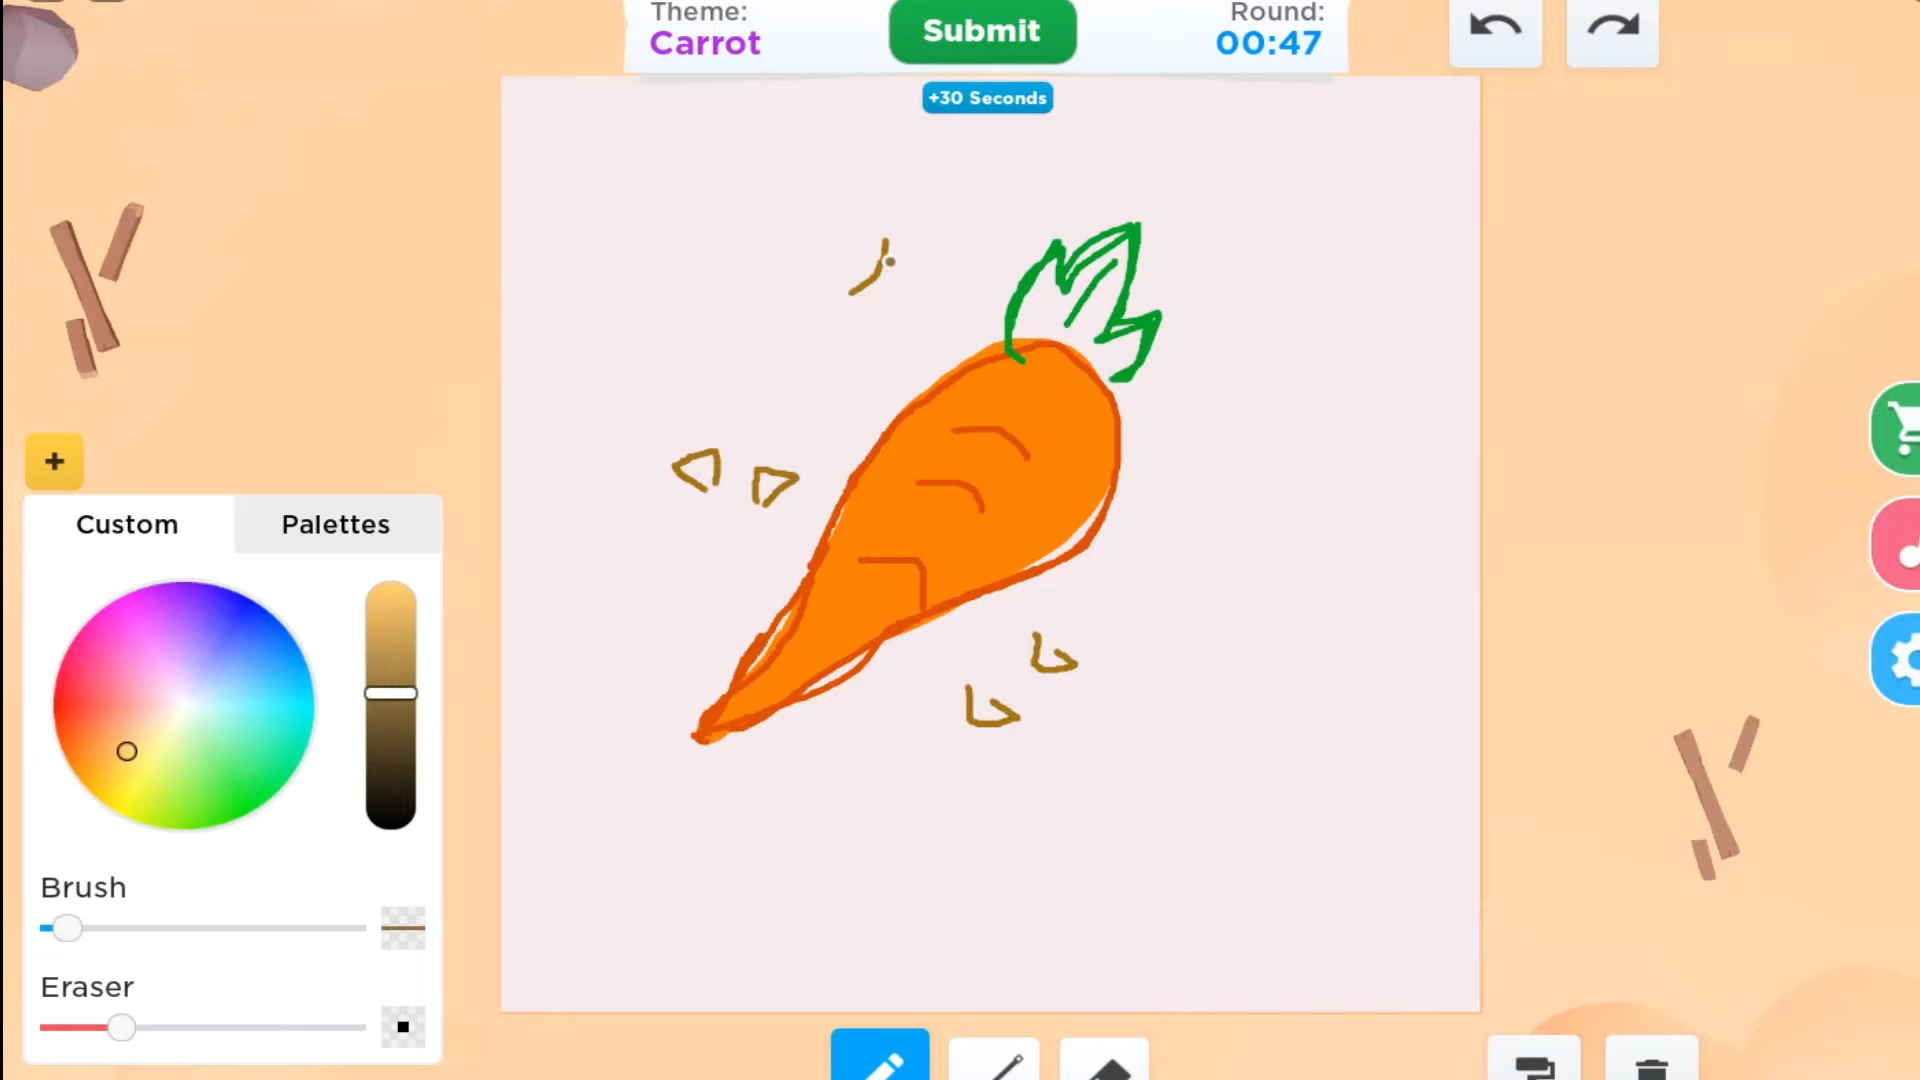 Theme:
Carrot
Submit
Round:
00:47
+30 Seconds
+
Custom
Palettes
Brush
Eraser